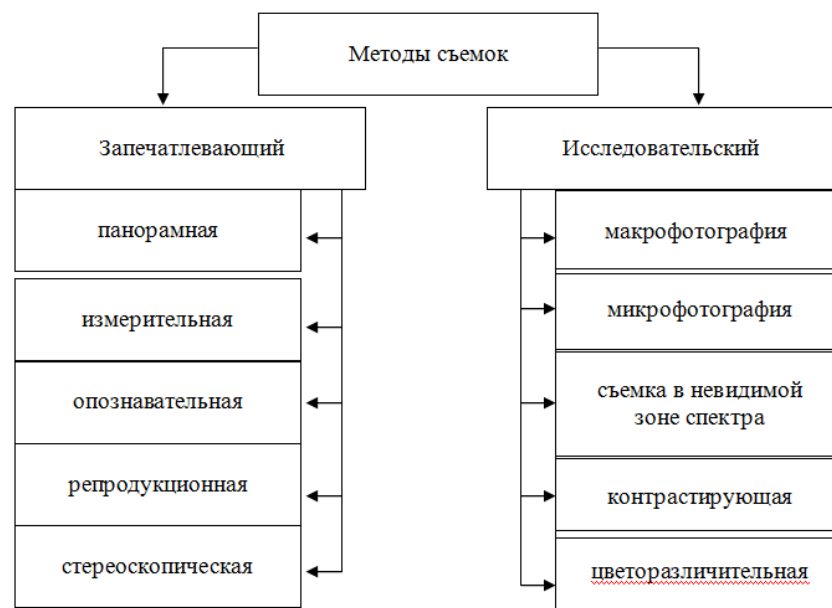 Методы съемок
Запечатлевающий
панорамная
измерительная
опознавательная
репродукционная
стереоскопическая
Исследовательский
макрофотография
микрофотография
съемка в невидимой
зоне спектра
контрастирующая
цветоразличительная